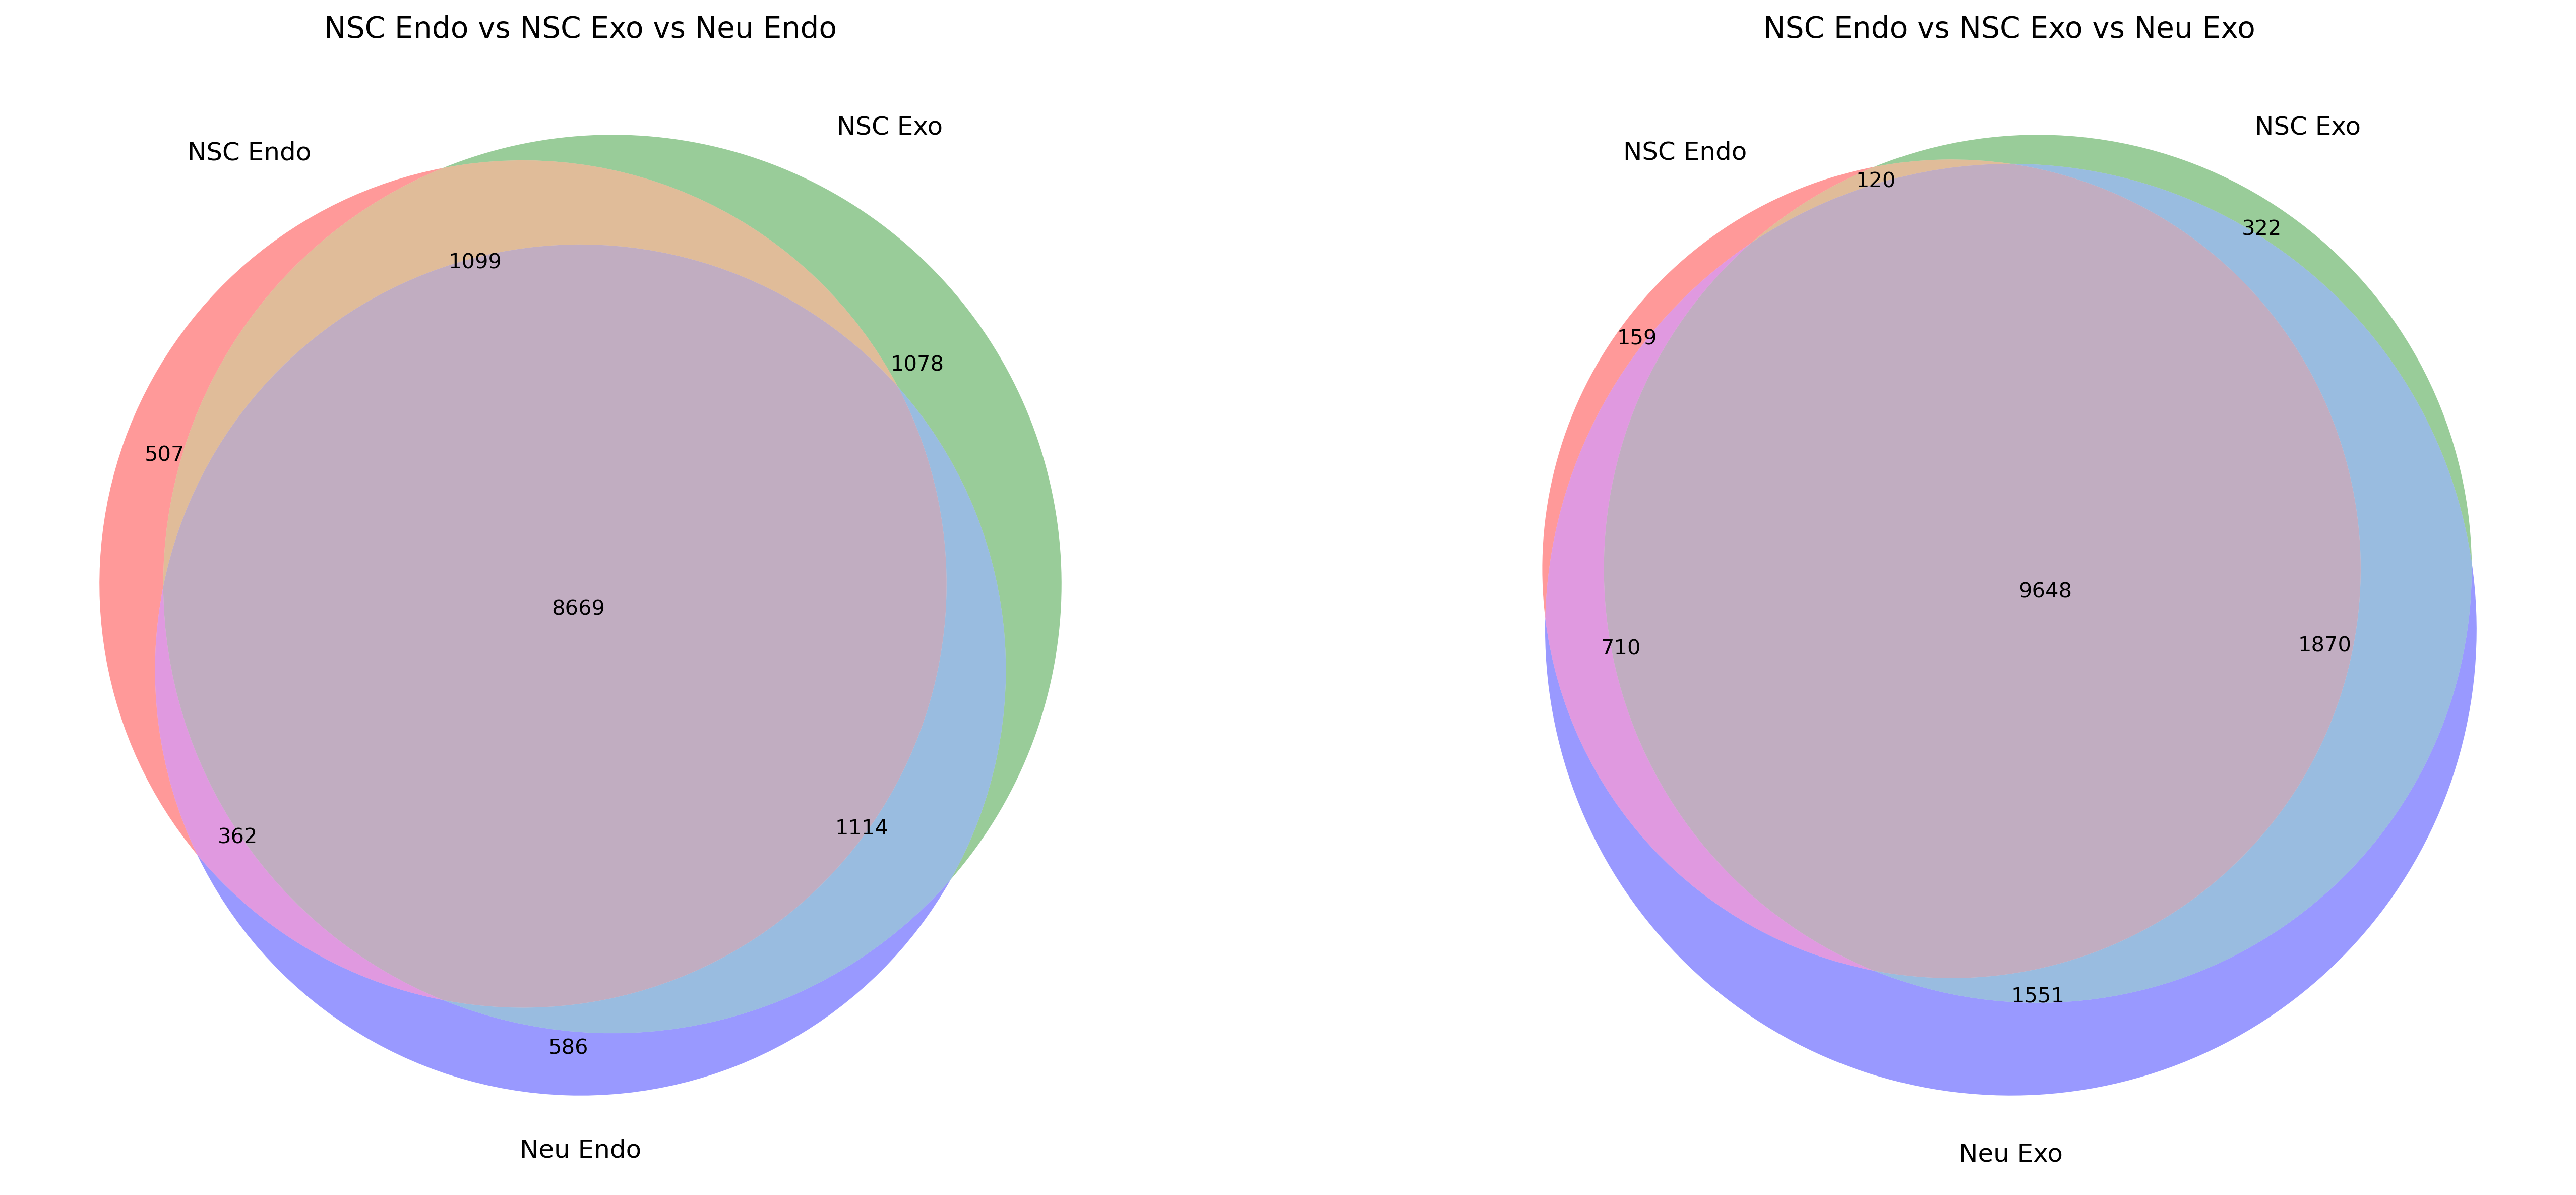 NSC Endo vs NSC Exo vs Neu Endo
NSC Exo
NSC Endo
1099
1078
507
8669
1114
362
586
Neu Endo
NSC Endo vs NSC Exo vs Neu Exo
NSC Exo
NSC Endo
120
322
159
9648
1870
710
1551
Neu Exo